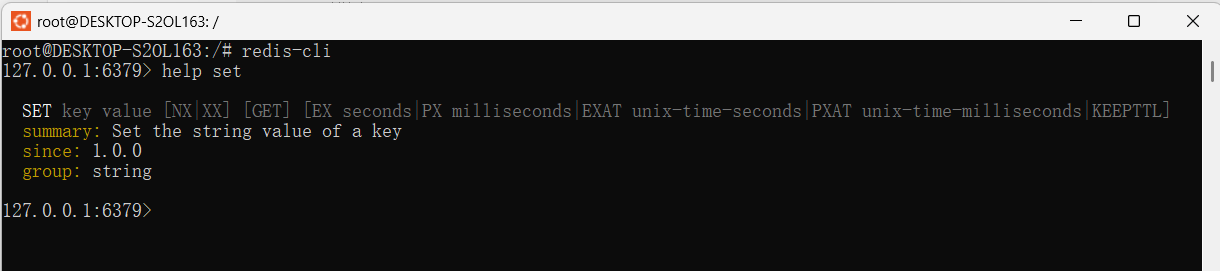 root@DESKTOP-S2OL163: /
root@DESKTOP-S2OL163:/# redis-cli
127.0.0.1:6379> help set
SET key value [NX|XX] [GET] [EX seconds|PX milliseconds|EXAT unix-time-seconds|PXAT unix-time-milliseconds|KEEPTTL]
summary: Set the string value of a key
since: 1.0.0
group: string
127.0.0.1:6379>